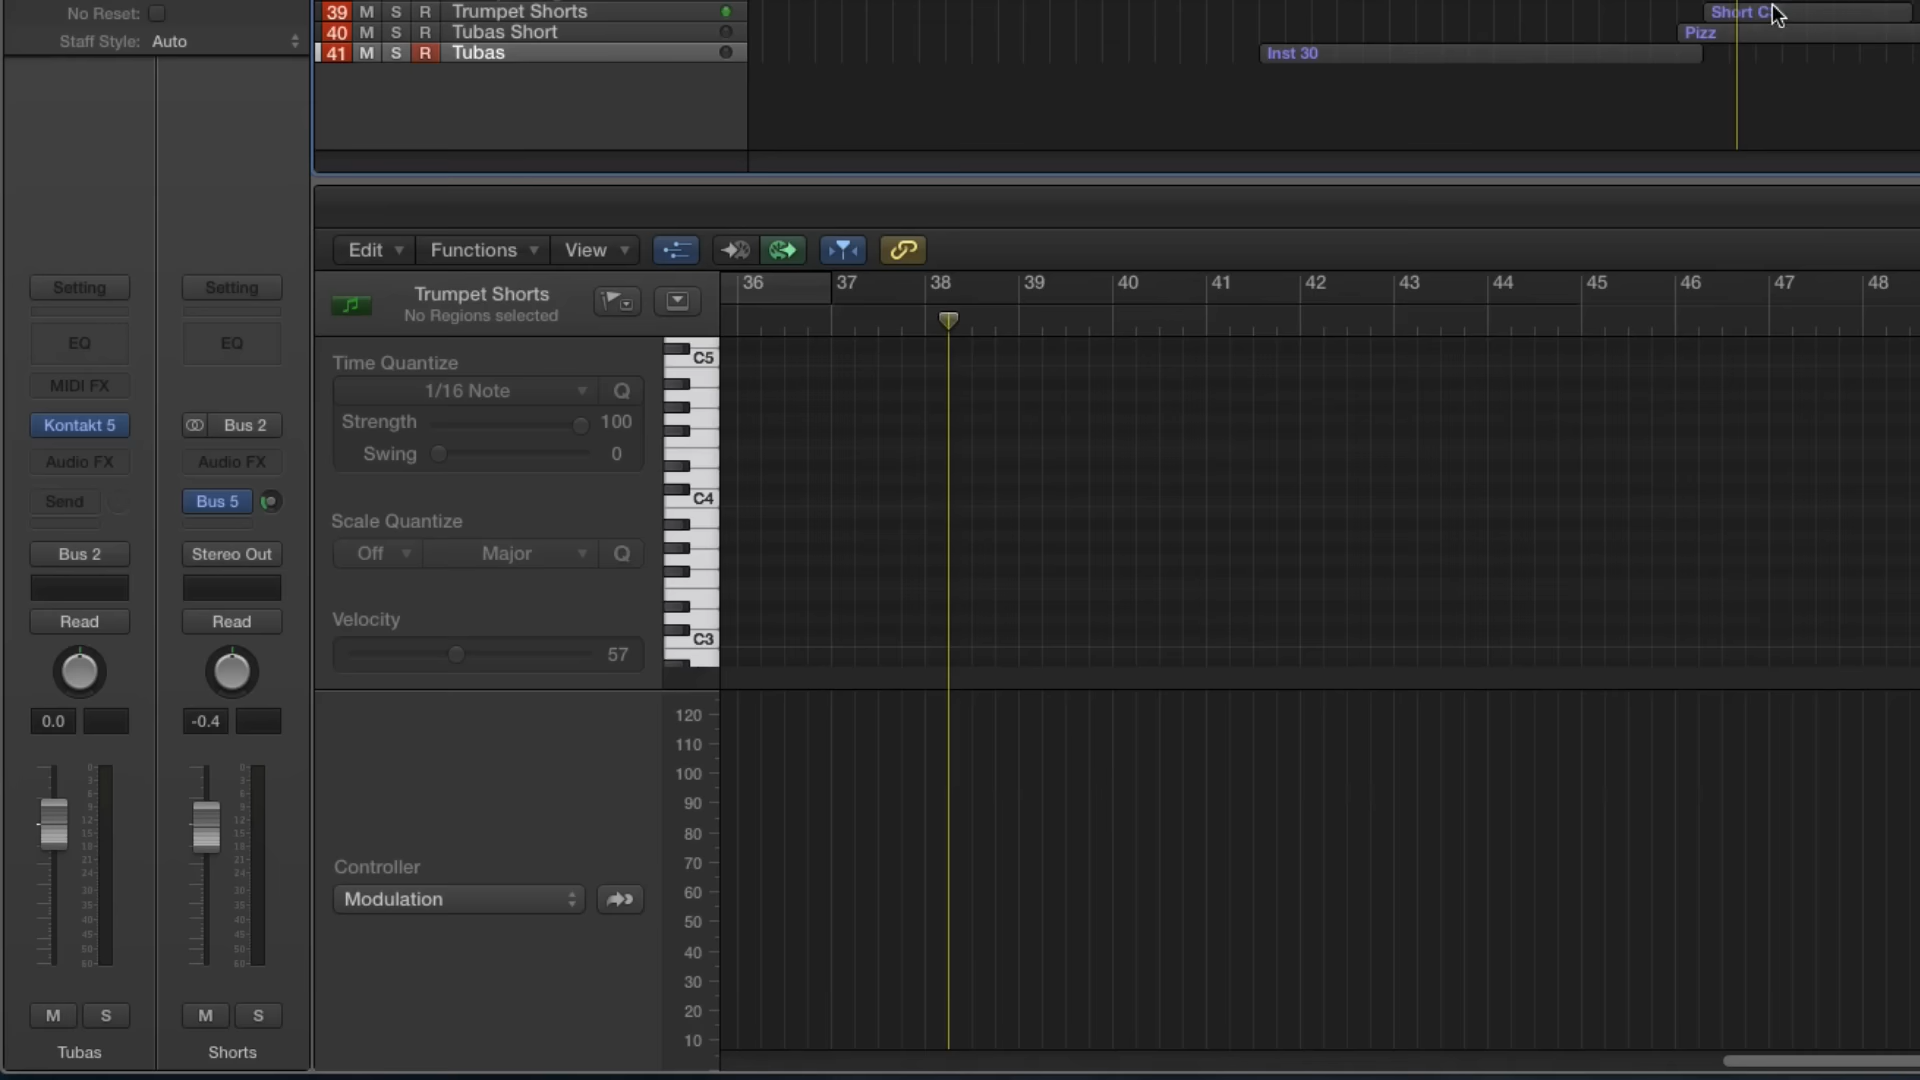 No Reset:
Staff Style: Auto
39 M S R Trumpet Shorts
40 M S R Tubas Short
41 M S R Tubas
Short C
Pizz
Inst 30
Edit Functions View
Trumpet Shorts
No Regions selected
36 37 38 39 40 41 42 43 44 45 46 47 48
Time Quantize
1/16 Note Q
Strength 100
Swing 0
Scale Quantize
Off Major Q
Velocity
57
C5
C4
C3
Setting Setting
EQ EQ
MIDI FX
Kontakt 5 Bus 2
Audio FX Audio FX
Send Bus 5
Bus 2 Stereo Out
Read Read
0.0 -0.4
M S M S
Tubas Shorts
Controller
Modulation
120
110
100
90
80
70
60
50
40
30
20
10